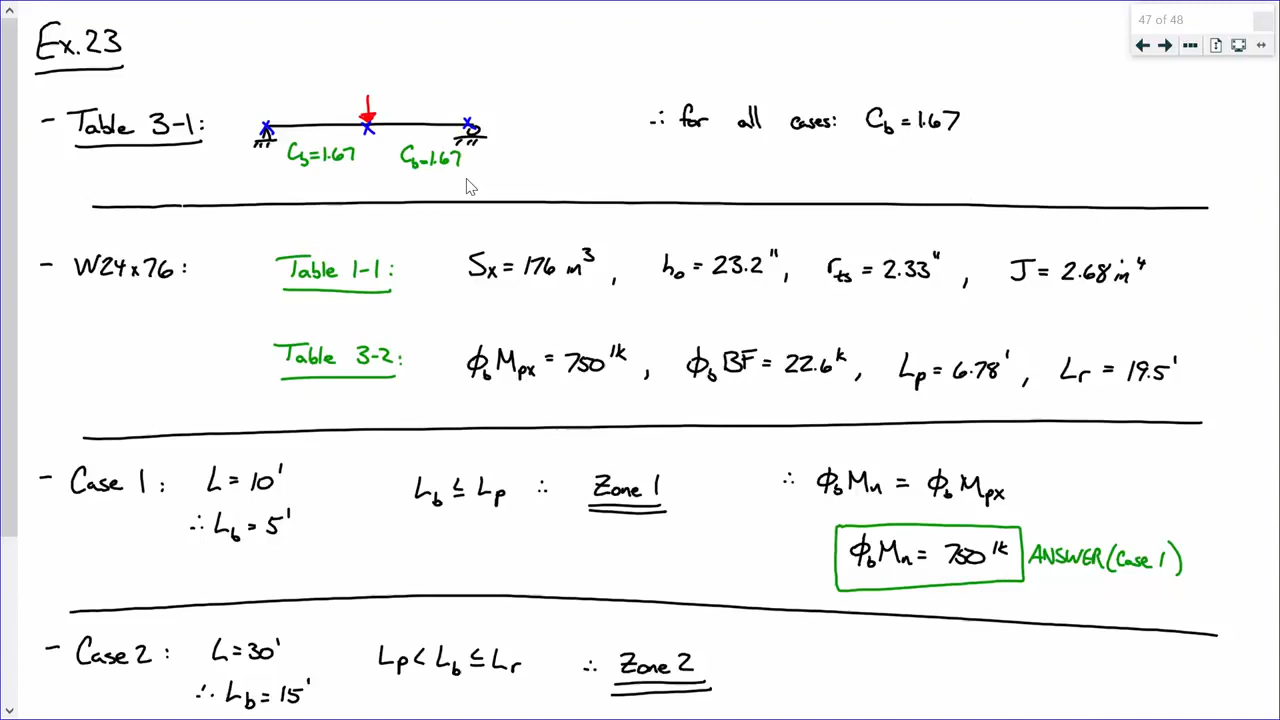 47 of 48
Ex. 23
- Table 3-1: ∴ for all cases: Cb = 1.67
Cb=1.67 Cb=1.67
- W24x76: Table 1-1: Sx = 176 in³, ho = 23.2", rts = 2.33", J = 2.68 in⁴
Table 3-2: ϕbMpx = 750 ˡᵏ, ϕbBF = 22.6ᵏ, Lp = 6.78', Lr = 19.5'
- Case 1: L = 10' Lb ≤ Lp ∴ Zone 1 ∴ ϕbMn = ϕbMpx
∴ Lb = 5'
ϕbMn = 750 ˡᵏ ANSWER (Case 1)
- Case 2: L = 30' Lp < Lb ≤ Lr ∴ Zone 2
∴ Lb = 15'